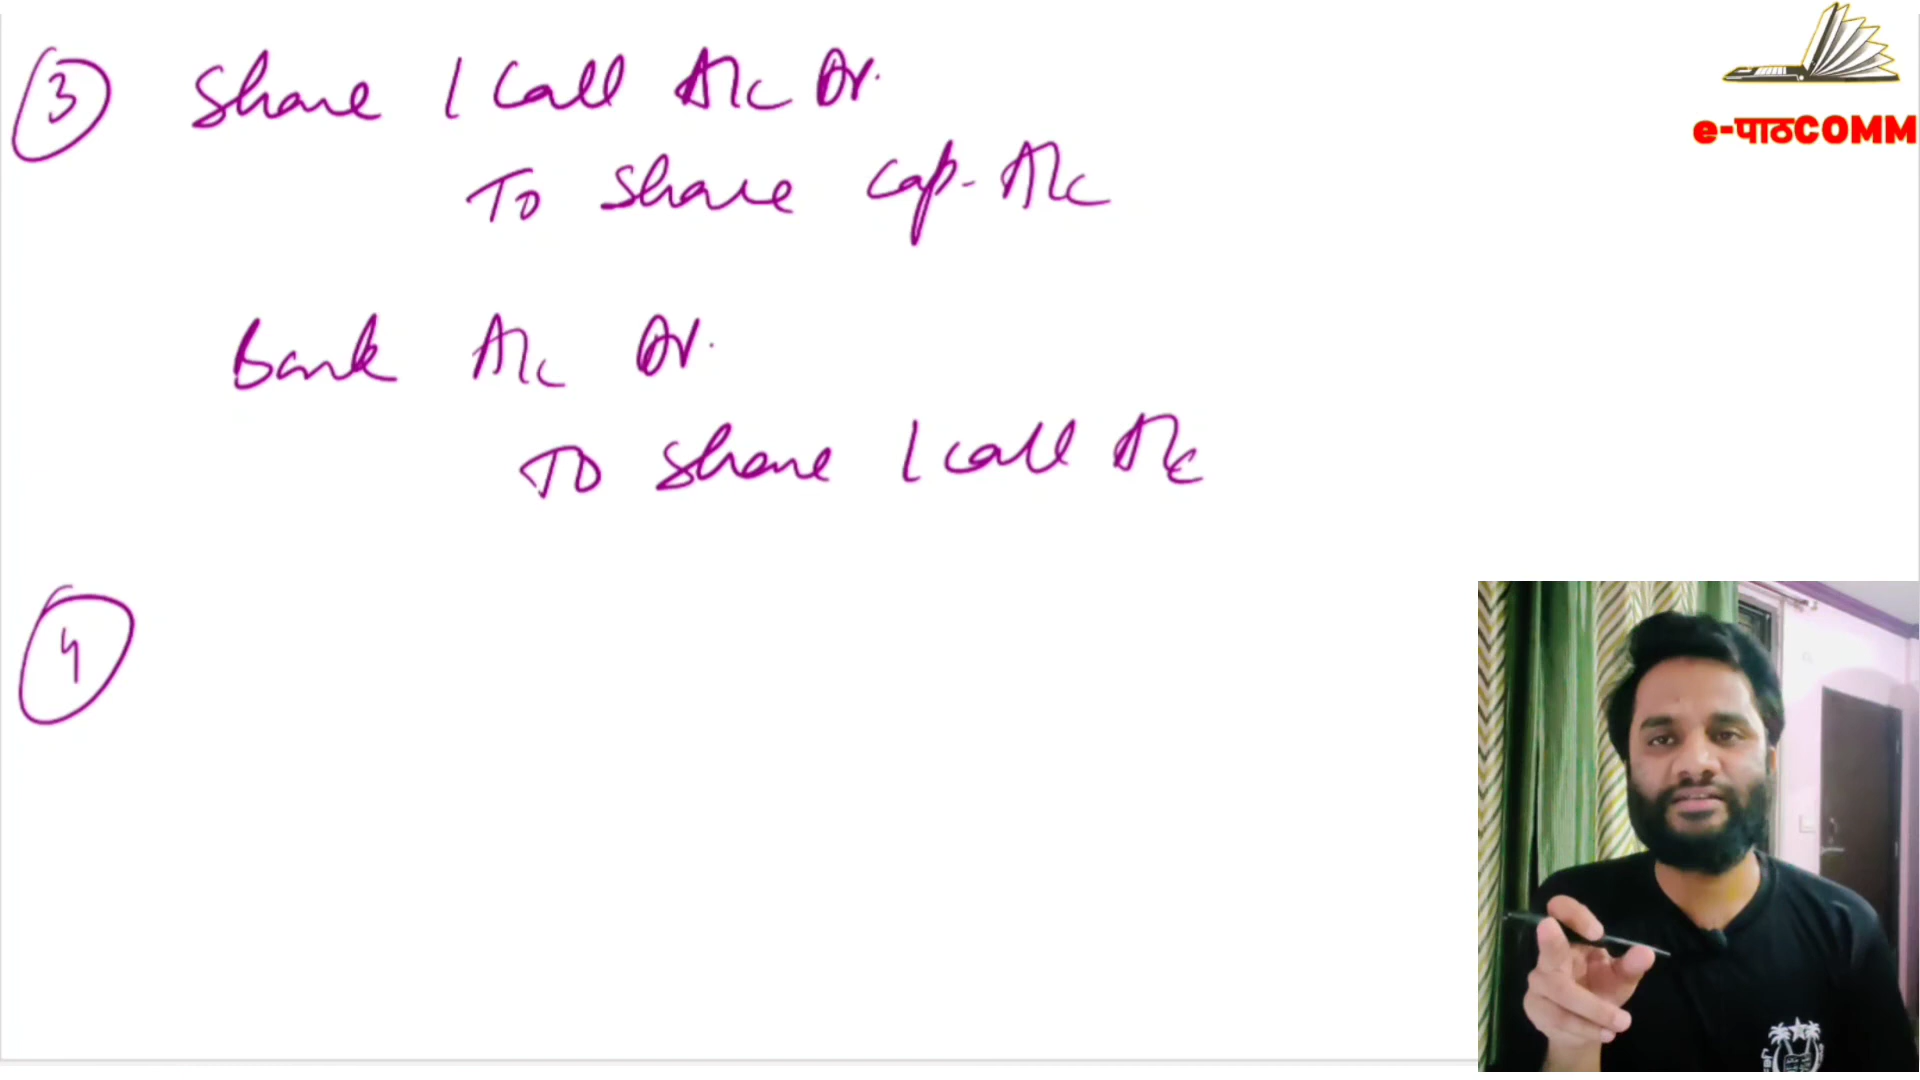 ③ Share 1 Call A/c Dr.
To Share Cap. A/c
Bank A/c Dr.
To Share 1 Call A/c
④
e-पाठCOMM